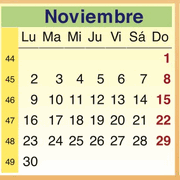 Noviembre
Lu Ma Mi Ju Vi Sá Do
44 1
45 2 3 4 5 6 7 8
46 9 10 11 12 13 14 15
47 16 17 18 19 20 21 22
48 23 24 25 26 27 28 29
49 30